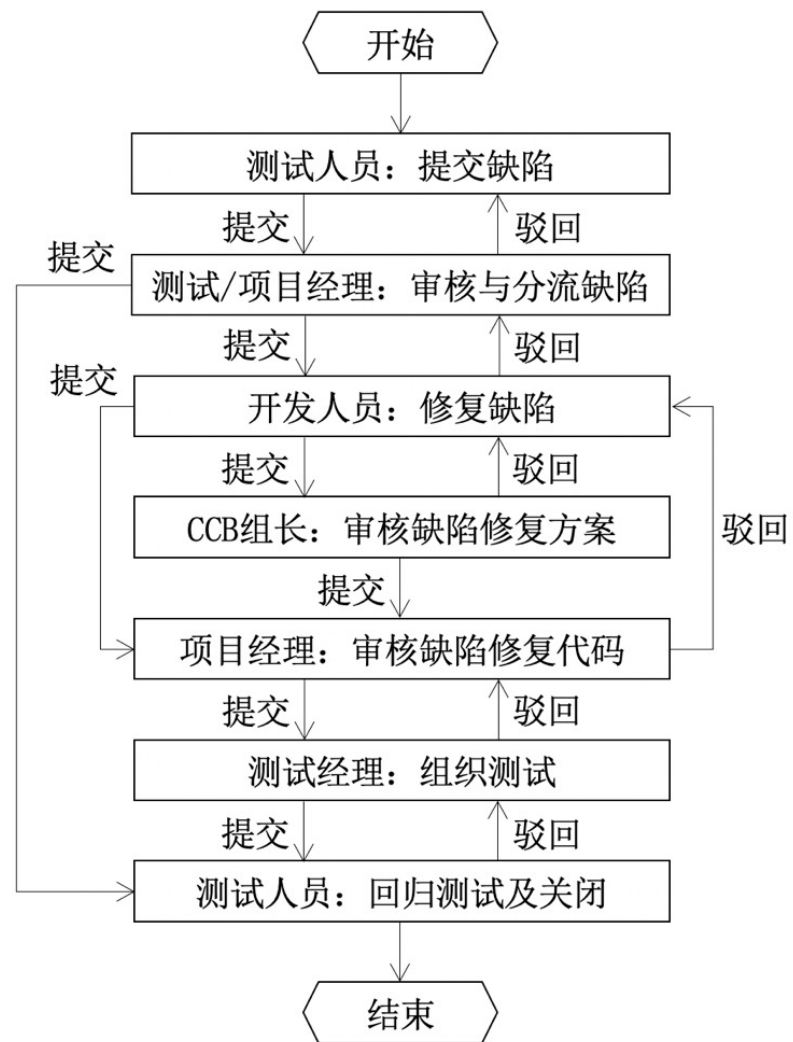 开始
测试人员：提交缺陷
提交
驳回
提交
测试/项目经理：审核与分流缺陷
提交
驳回
提交
开发人员：修复缺陷
提交
驳回
CCB组长：审核缺陷修复方案
驳回
提交
项目经理：审核缺陷修复代码
提交
驳回
测试经理：组织测试
提交
驳回
测试人员：回归测试及关闭
结束